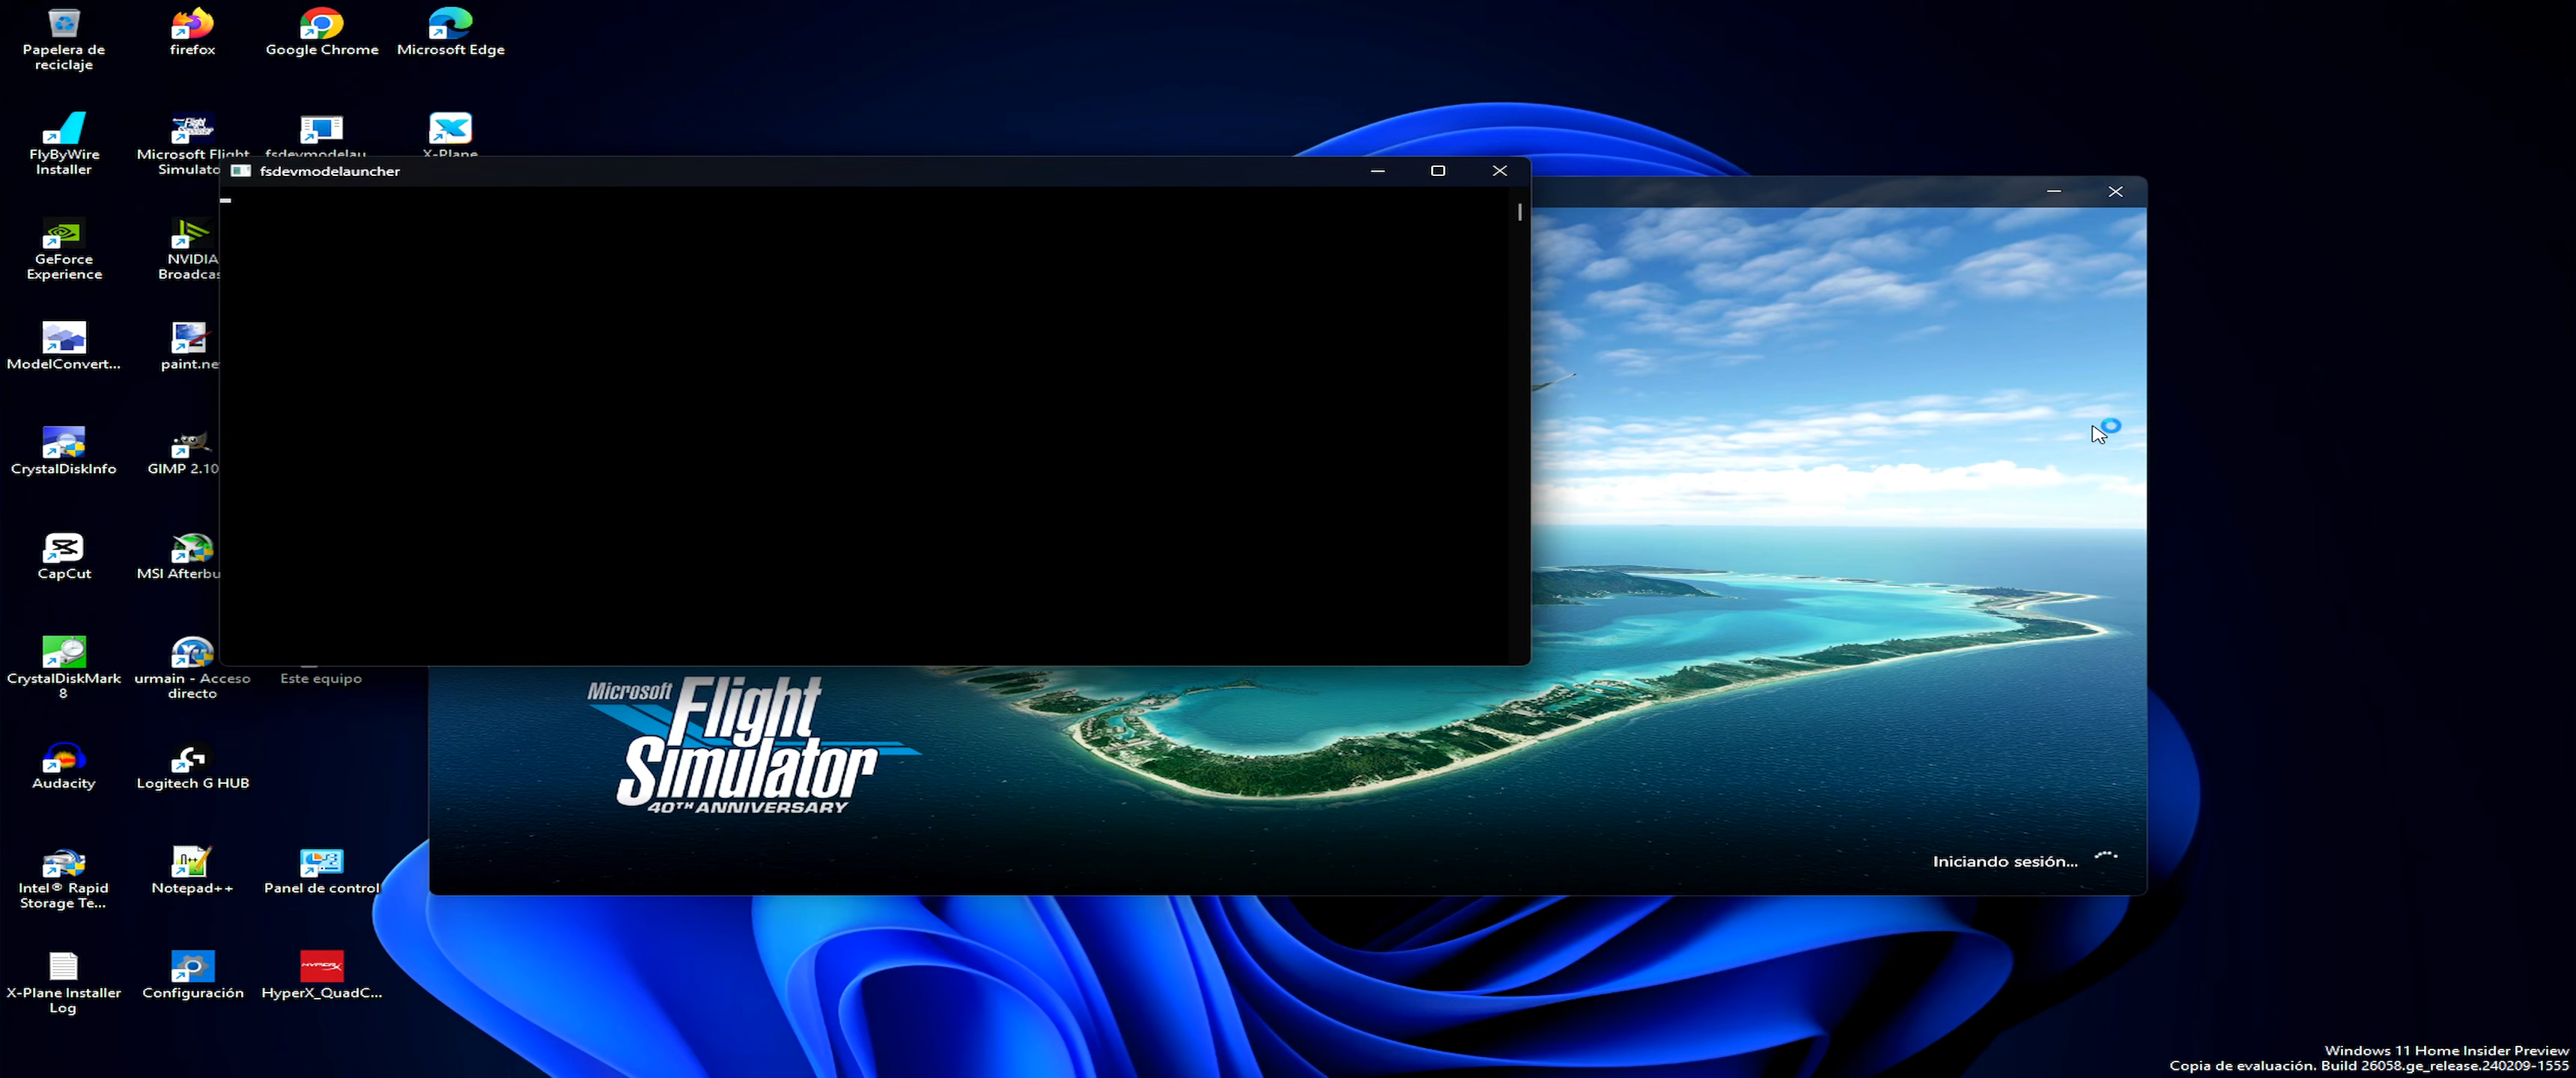 Papelera de
reciclaje
firefox
Google Chrome
Microsoft Edge
FlyByWire
Installer
Microsoft Flight
Simulato
fsdevmodelau
X-Plane
fsdevmodelauncher
GeForce
Experience
NVIDIA
Broadcas
ModelConvert...
paint.ne
CrystalDiskInfo
GIMP 2.10
CapCut
MSI Afterbu
CrystalDiskMark
8
urmain - Acceso
directo
Este equipo
Microsoft
Flight
Simulator
40TH ANNIVERSARY
Audacity
Logitech G HUB
Iniciando sesión...
Intel® Rapid
Storage Te...
Notepad++
Panel de control
X-Plane Installer
Log
Configuración
HYPERX
HyperX_QuadC...
Windows 11 Home Insider Preview
Copia de evaluación. Build 26058.ge_release.240209-1555